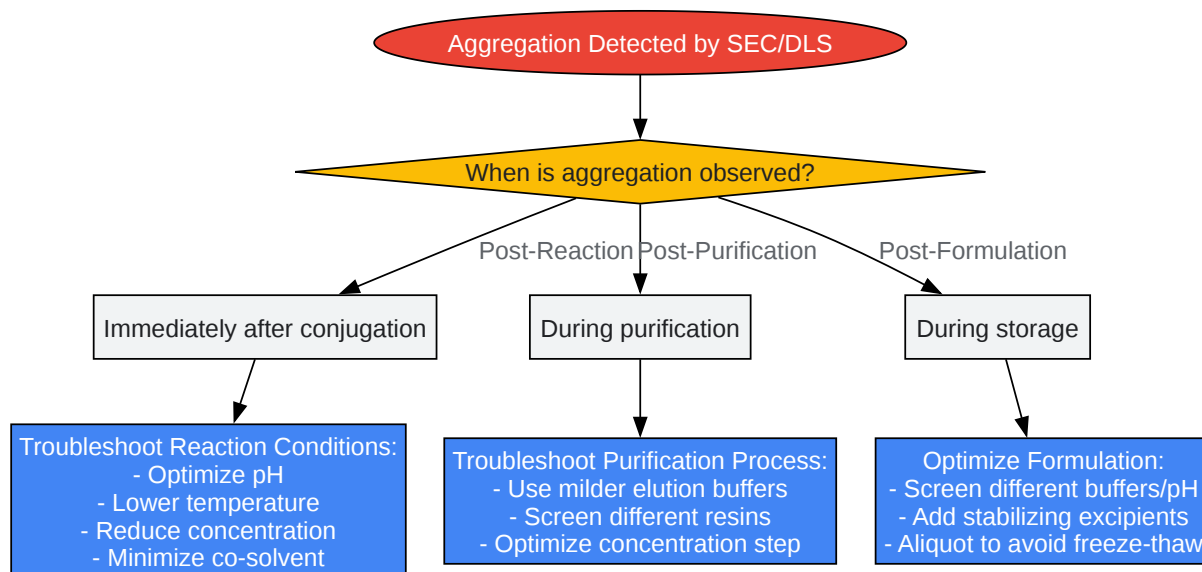 Aggregation Detected by SEC/DLS
When is aggregation observed?
Post-Reaction
Post-Purification
Post-Formulation
Immediately after conjugation
During purification
During storage
Troubleshoot Reaction Conditions:
- Optimize pH
- Lower temperature
- Reduce concentration
- Minimize co-solvent
Troubleshoot Purification Process:
- Use milder elution buffers
- Screen different resins
- Optimize concentration step
Optimize Formulation:
- Screen different buffers/pH
- Add stabilizing excipients
- Aliquot to avoid freeze-thaw